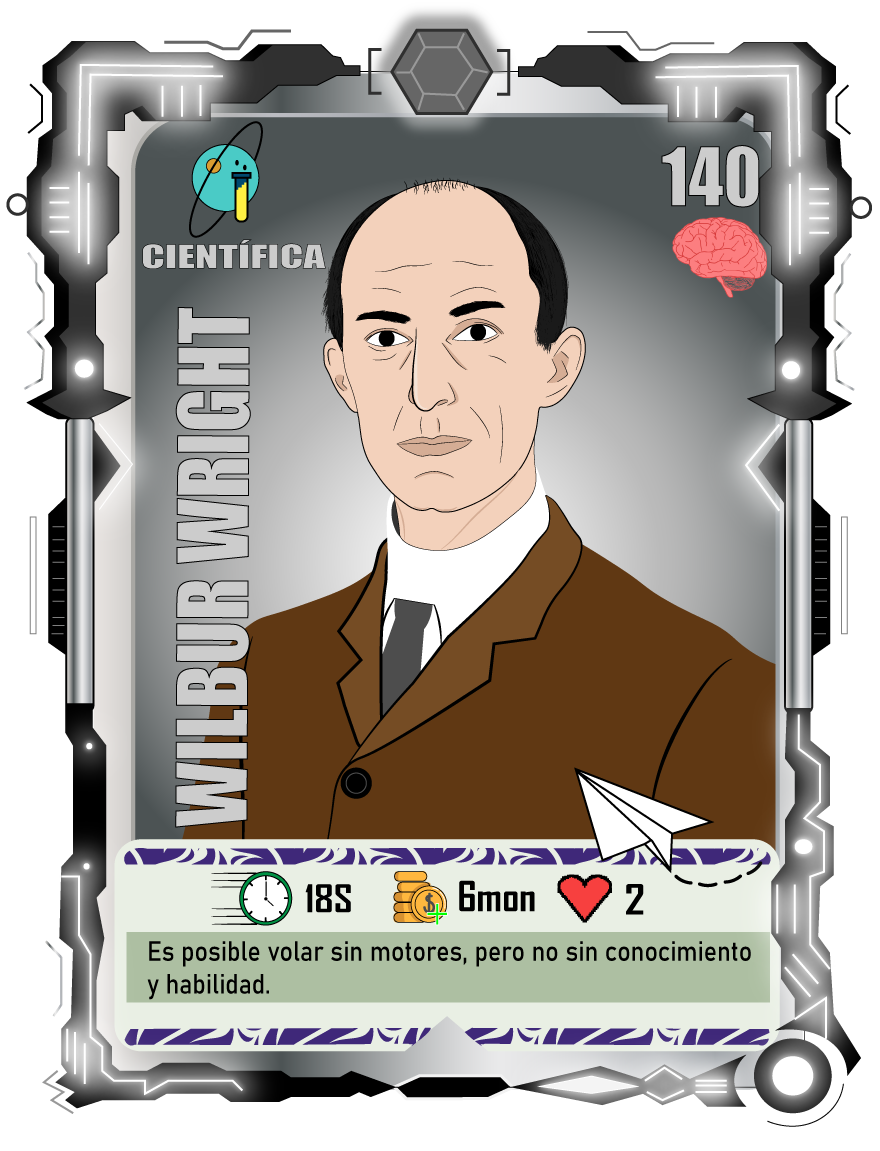 140
CIENTÍFICA
WILBUR WRIGHT
18S
6mon
2
Es posible volar sin motores, pero no sin conocimiento
y habilidad.